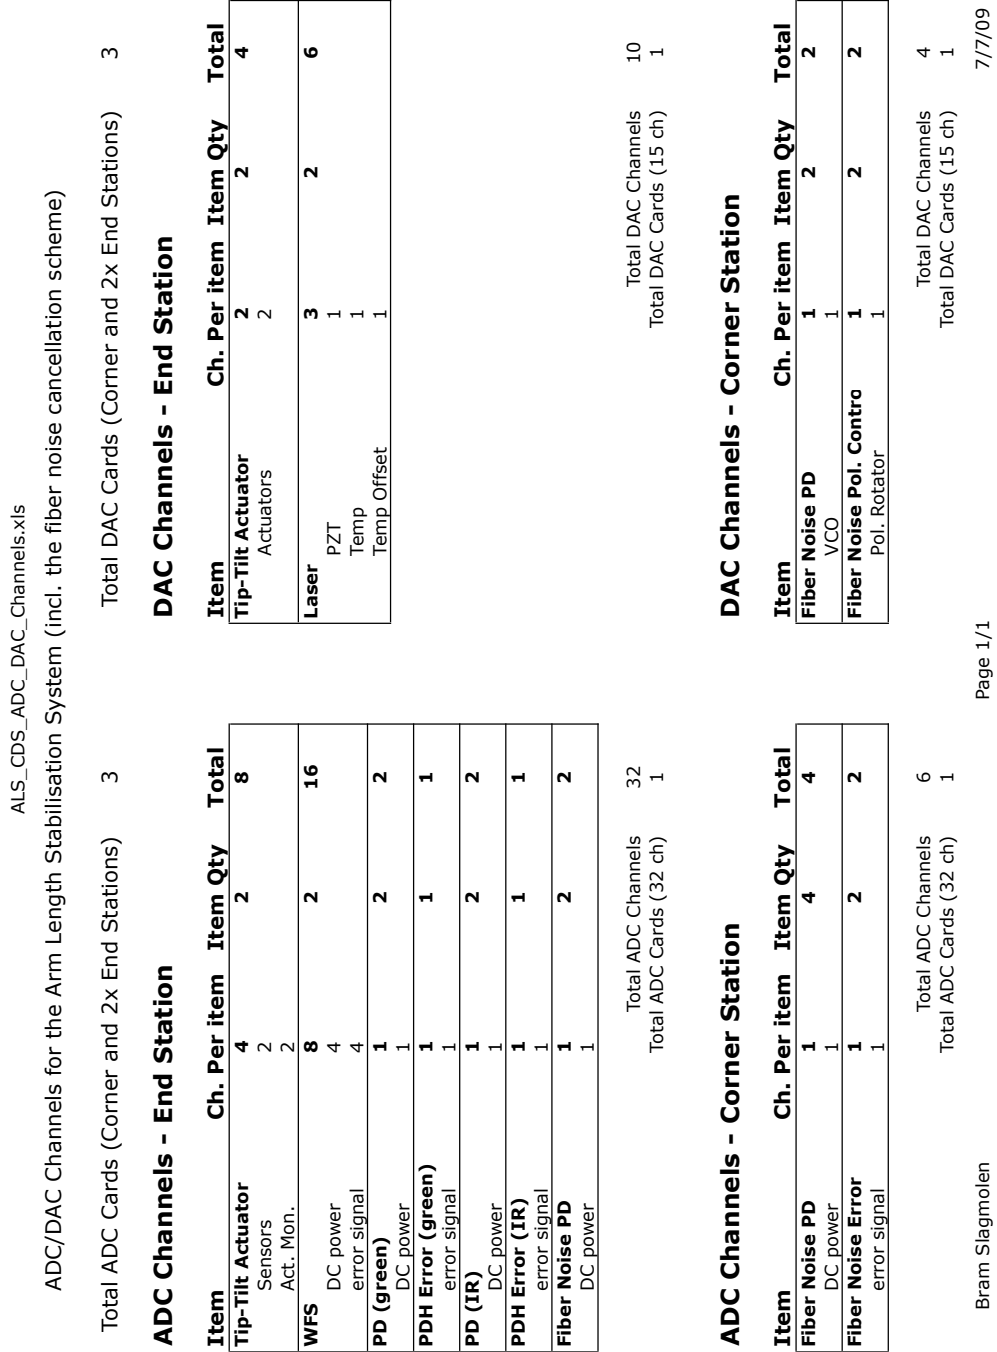 ALS_CDS_ADC_DAC_Channels.xls
ADC/DAC Channels for the Arm Length Stabilisation System (incl. the fiber noise cancellation scheme)
Total ADC Cards (Corner and 2x End Stations) 3
Total DAC Cards (Corner and 2x End Stations) 3
ADC Channels - End Station
Item Ch. Per item Item Qty Total
Tip-Tilt Actuator 4 2 8
Sensors 2
Act. Mon. 2
WFS 8 2 16
DC power 4
error signal 4
PD (green) 1 2 2
DC power 1
PDH Error (green) 1 1 1
error signal 1
PD (IR) 1 2 2
DC power 1
PDH Error (IR) 1 1 1
error signal 1
Fiber Noise PD 1 2 2
DC power 1
Total ADC Channels 32
Total ADC Cards (32 ch) 1
DAC Channels - End Station
Item Ch. Per item Item Qty Total
Tip-Tilt Actuator 2 2 4
Actuators 2
Laser 3 2 6
PZT 1
Temp 1
Temp Offset 1
Total DAC Channels 10
Total DAC Cards (15 ch) 1
ADC Channels - Corner Station
Item Ch. Per item Item Qty Total
Fiber Noise PD 1 4 4
DC power 1
Fiber Noise Error 1 2 2
error signal 1
Total ADC Channels 6
Total ADC Cards (32 ch) 1
DAC Channels - Corner Station
Item Ch. Per item Item Qty Total
Fiber Noise PD 1 2 2
VCO 1
Fiber Noise Pol. Contro 1 2 2
Pol. Rotator 1
Total DAC Channels 4
Total DAC Cards (15 ch) 1
Bram Slagmolen Page 1/1 7/7/09